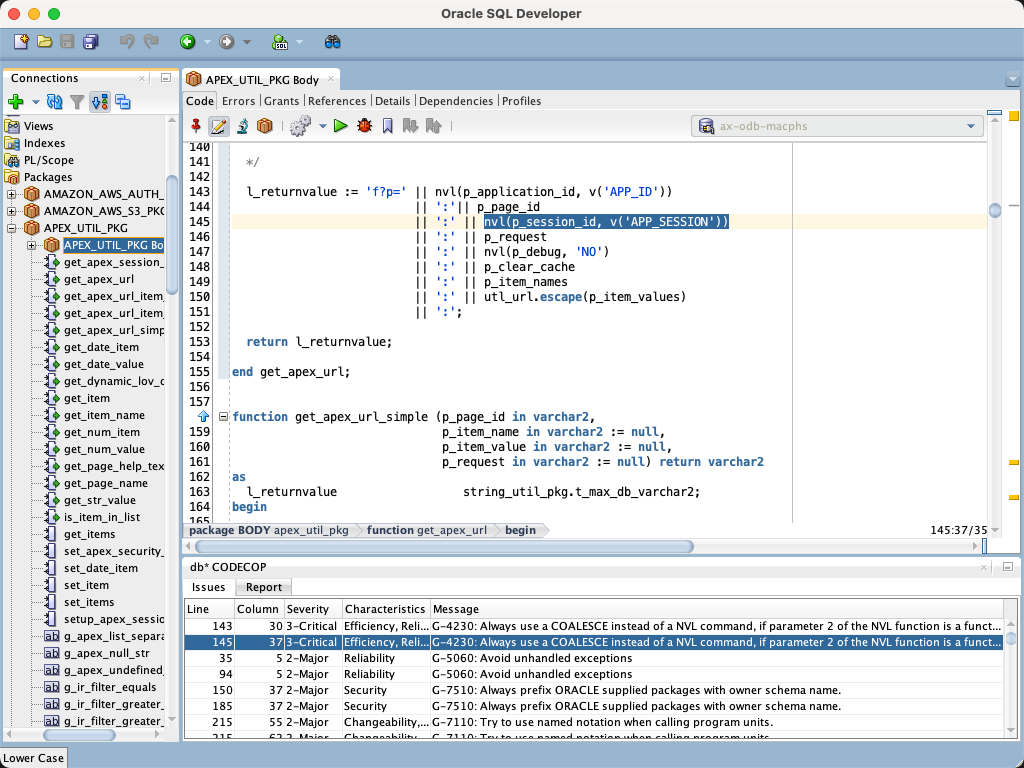 Oracle SQL Developer
Connections
Views
Indexes
PL/Scope
Packages
AMAZON_AWS_AUTH_
AMAZON_AWS_S3_PKG
APEX_UTIL_PKG
APEX_UTIL_PKG Bo
get_apex_session_
get_apex_url
get_apex_url_item_
get_apex_url_item_
get_apex_url_simp
get_date_item
get_date_value
get_dynamic_lov_c
get_item
get_item_name
get_num_item
get_num_value
get_page_help_tex
get_page_name
get_str_value
is_item_in_list
get_items
set_apex_security_
set_date_item
set_item
set_items
setup_apex_sessio
g_apex_list_separa
g_apex_null_str
g_apex_undefined_
g_ir_filter_equals
g_ir_filter_greater_
g_ir_filter_greater_
APEX_UTIL_PKG Body
Code Errors Grants References Details Dependencies Profiles
ax-odb-macphs
140
141 */
142
143 l_returnvalue := 'f?p=' || nvl(p_application_id, v('APP_ID'))
144 || ':'|| p_page_id
145 || ':' || nvl(p_session_id, v('APP_SESSION'))
146 || ':' || p_request
147 || ':' || nvl(p_debug, 'NO')
148 || ':' || p_clear_cache
149 || ':' || p_item_names
150 || ':' || utl_url.escape(p_item_values)
151 || ':';
152
153 return l_returnvalue;
154
155 end get_apex_url;
156
157
function get_apex_url_simple (p_page_id in varchar2,
159 p_item_name in varchar2 := null,
160 p_item_value in varchar2 := null,
161 p_request in varchar2 := null) return varchar2
162 as
163 l_returnvalue string_util_pkg.t_max_db_varchar2;
164 begin
165
package BODY apex_util_pkg function get_apex_url begin 145:37/35
db* CODECOP
Issues Report
Line Column Severity Characteristics Message
143 30 3-Critical Efficiency, Reli... G-4230: Always use a COALESCE instead of a NVL command, if parameter 2 of the NVL function is a funct...
145 37 3-Critical Efficiency, Reli... G-4230: Always use a COALESCE instead of a NVL command, if parameter 2 of the NVL function is a funct...
35 5 2-Major Reliability G-5060: Avoid unhandled exceptions
94 5 2-Major Reliability G-5060: Avoid unhandled exceptions
150 37 2-Major Security G-7510: Always prefix ORACLE supplied packages with owner schema name.
185 37 2-Major Security G-7510: Always prefix ORACLE supplied packages with owner schema name.
215 55 2-Major Changeability,... G-7110: Try to use named notation when calling program units.
215 62 2-Major Changeability,... G-7110: Try to use named notation when calling program units.
Lower Case